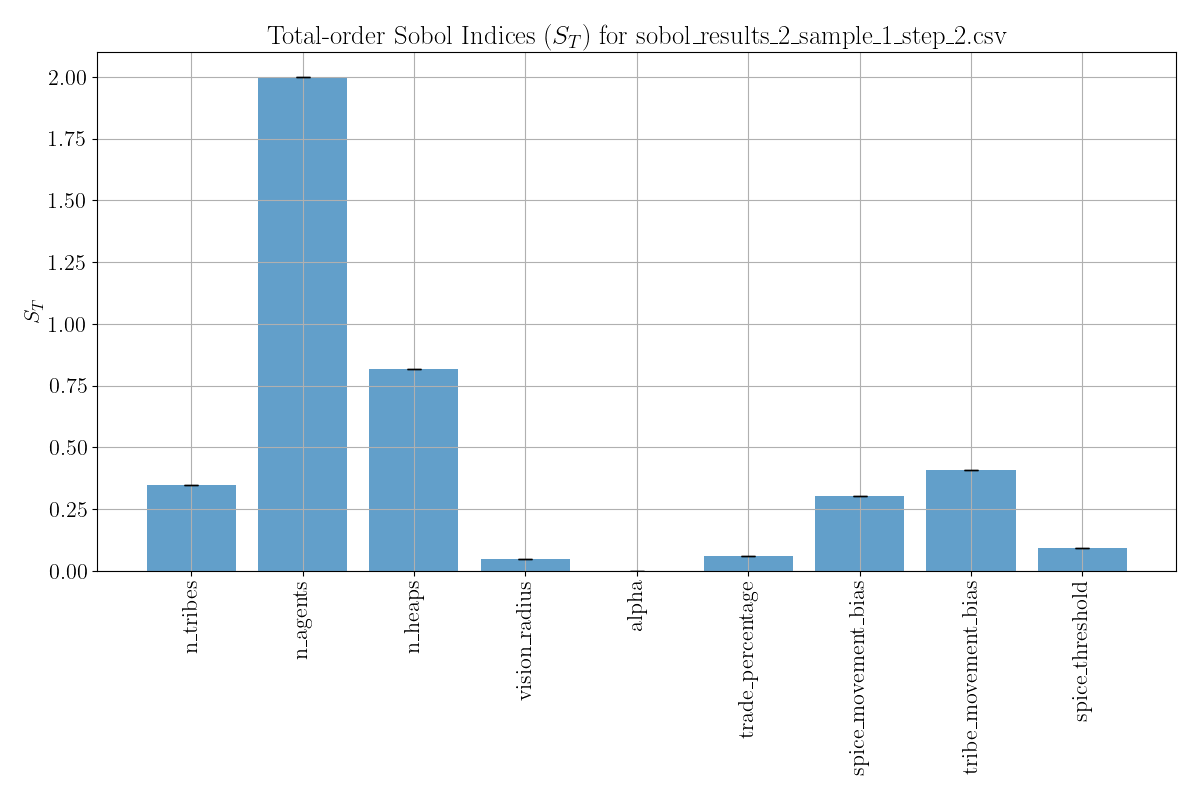 Total-order Sobol Indices (S_T) for sobol_results_2_sample_1_step_2.csv
S_T
2.00
1.75
1.50
1.25
1.00
0.75
0.50
0.25
0.00
n_tribes
n_agents
n_heaps
vision_radius
alpha
trade_percentage
spice_movement_bias
tribe_movement_bias
spice_threshold